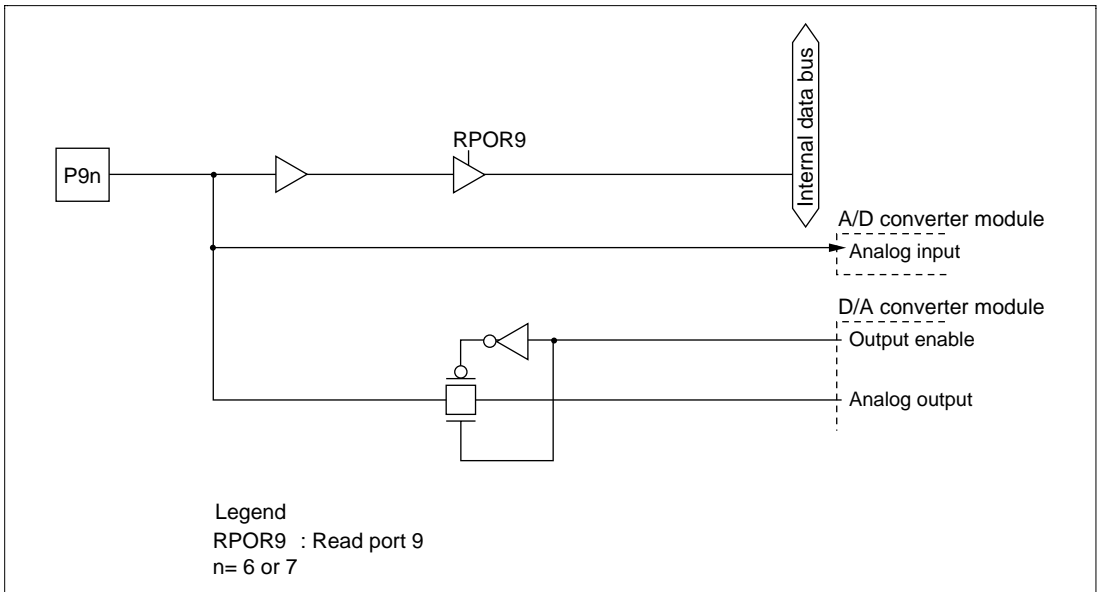 RPOR9
P9n
Internal data bus
A/D converter module
Analog input
D/A converter module
Output enable
Analog output
Legend
RPOR9 : Read port 9
n= 6 or 7